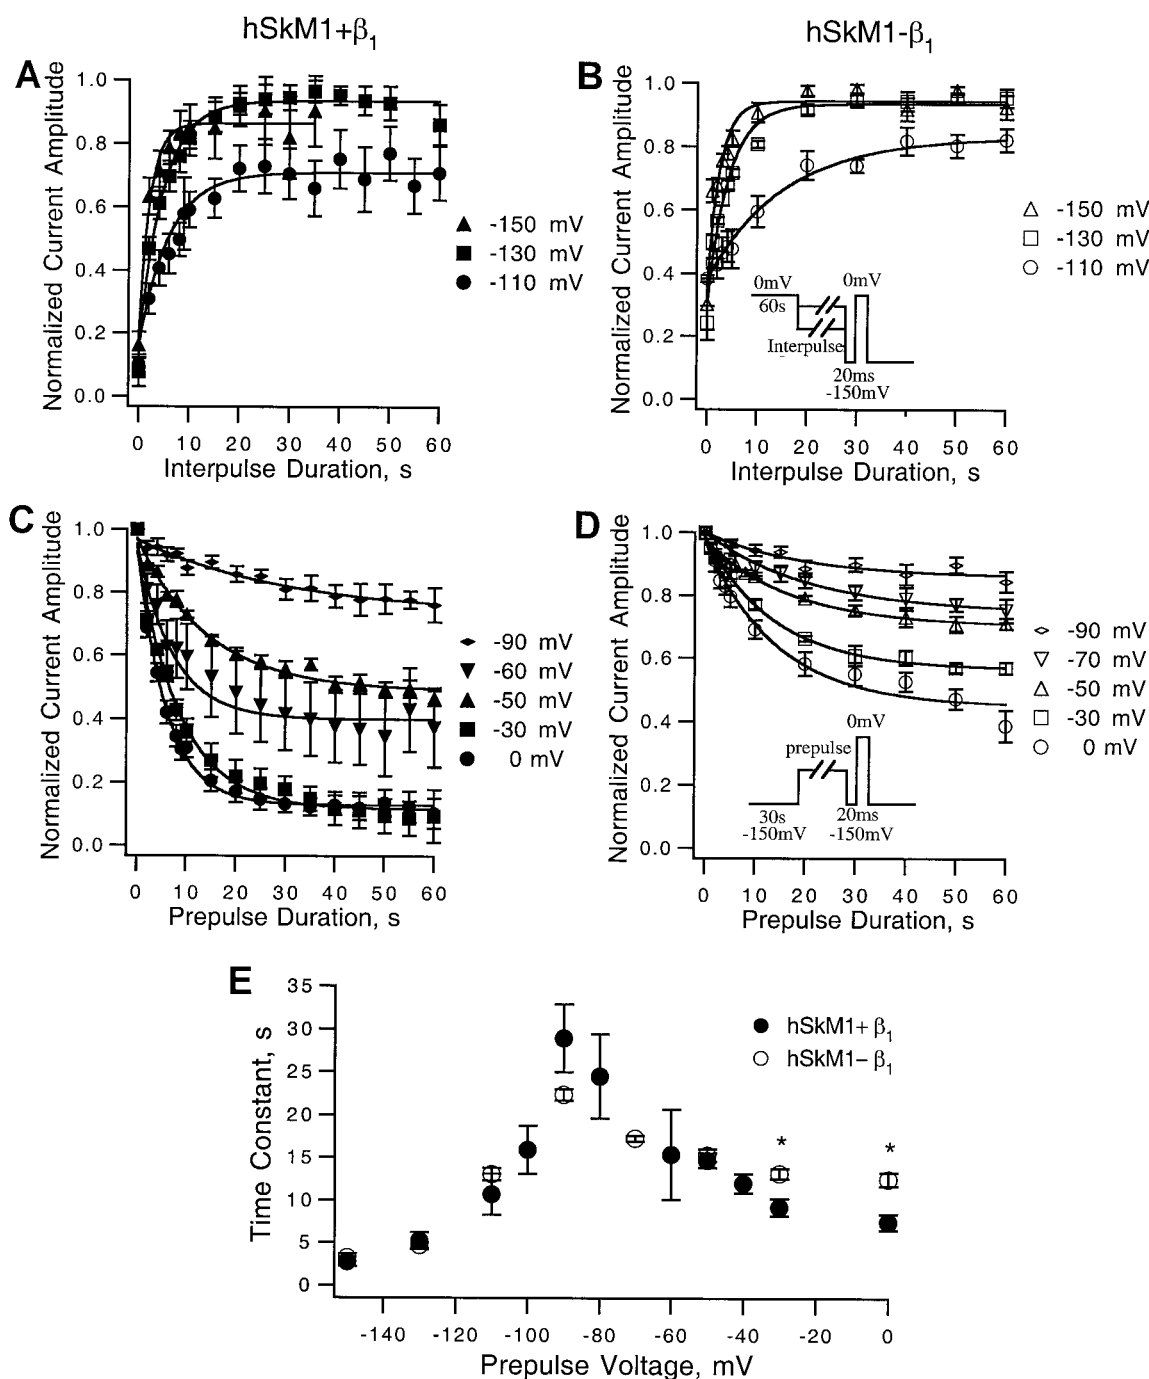 hSkM1+β1
hSkM1-β1
A
Normalized Current Amplitude
1.0
0.8
0.6
0.4
0.2
0.0
0 10 20 30 40 50 60
Interpulse Duration, s
-150 mV
-130 mV
-110 mV
B
Normalized Current Amplitude
1.0
0.8
0.6
0.4
0.2
0.0
0 10 20 30 40 50 60
Interpulse Duration, s
-150 mV
-130 mV
-110 mV
0mV 0mV
60s
Interpulse
20ms
-150mV
C
Normalized Current Amplitude
1.0
0.8
0.6
0.4
0.2
0.0
0 10 20 30 40 50 60
Prepulse Duration, s
-90 mV
-60 mV
-50 mV
-30 mV
0 mV
D
Normalized Current Amplitude
1.0
0.8
0.6
0.4
0.2
0.0
0 10 20 30 40 50 60
Prepulse Duration, s
-90 mV
-70 mV
-50 mV
-30 mV
0 mV
0mV
prepulse
30s 20ms
-150mV -150mV
E
Time Constant, s
35
30
25
20
15
10
5
0
-140 -120 -100 -80 -60 -40 -20 0
Prepulse Voltage, mV
hSkM1+β1
hSkM1−β1
* *